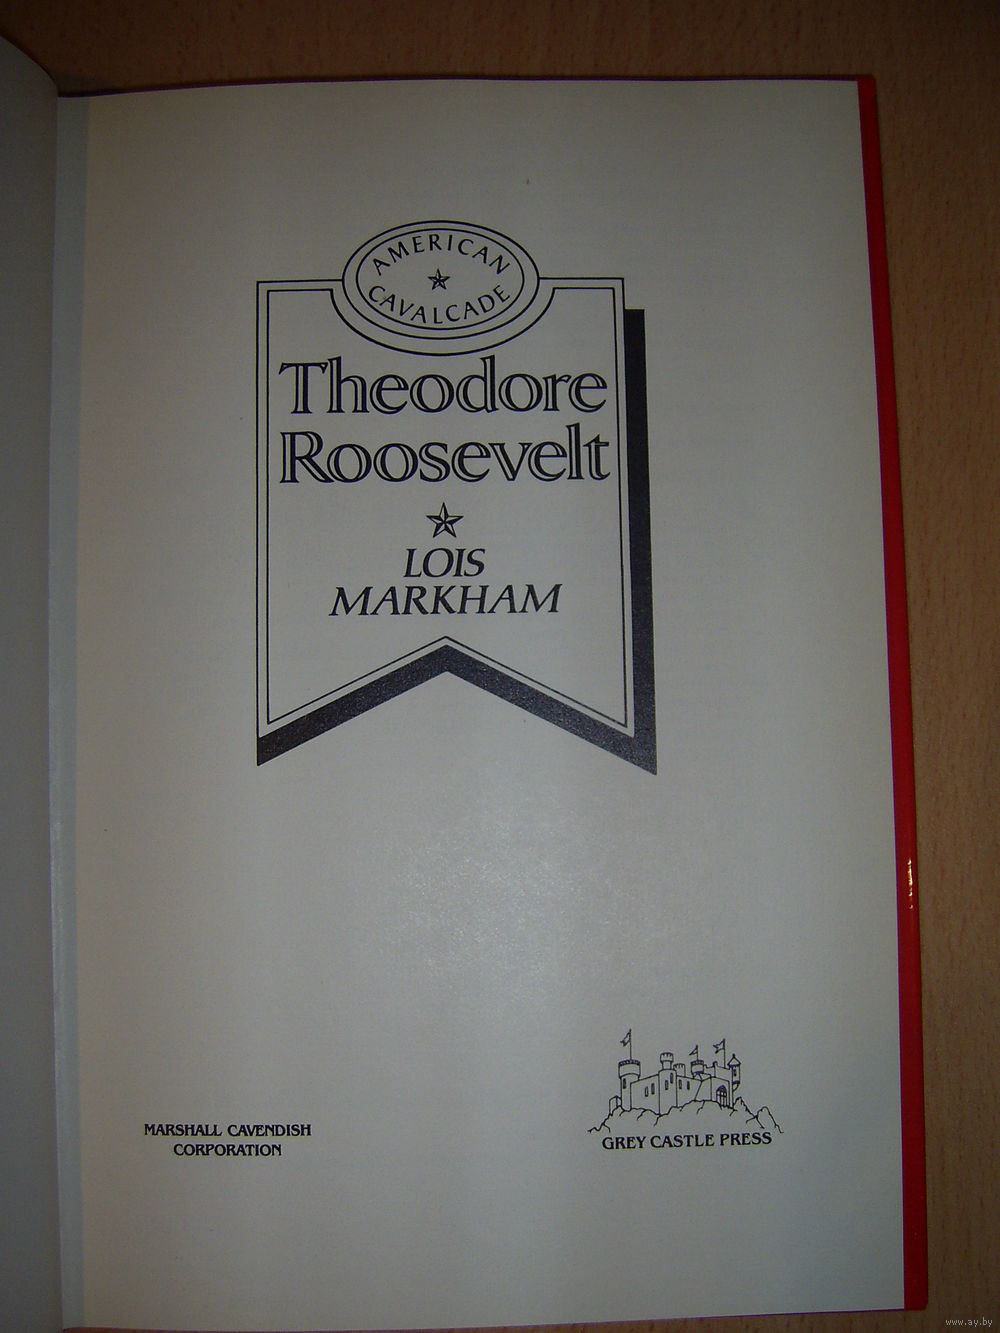 AMERICAN
CAVALCADE
Theodore
Roosevelt
LOIS
MARKHAM
MARSHALL CAVENDISH
CORPORATION
GREY CASTLE PRESS
www.ay.by